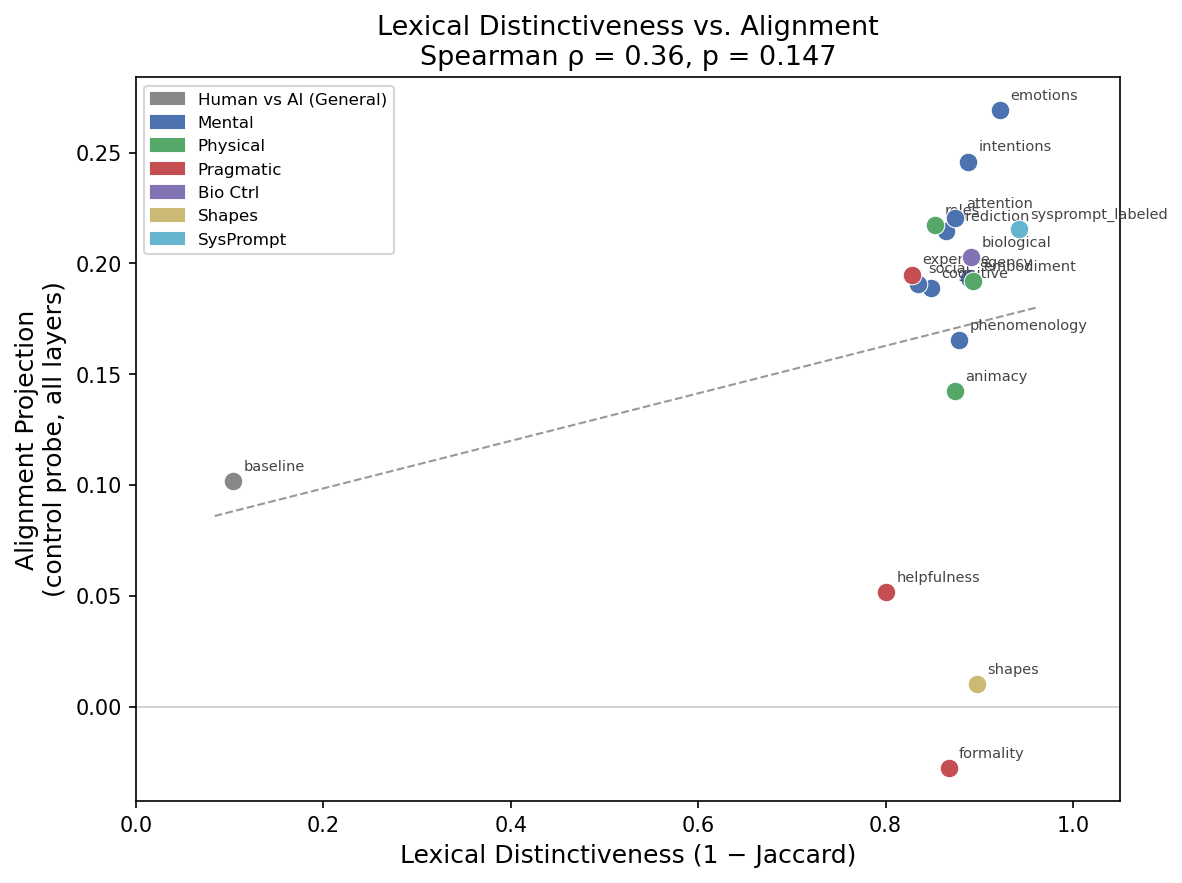 Lexical Distinctiveness vs. Alignment
Spearman ρ = 0.36, p = 0.147
Human vs AI (General)
Mental
Physical
Pragmatic
Bio Ctrl
Shapes
SysPrompt
emotions
intentions
attention
roles
prediction
sysprompt_labeled
biological
expertise
agency
embodiment
social
cognitive
phenomenology
animacy
baseline
helpfulness
shapes
formality
0.25
0.20
0.15
0.10
0.05
0.00
0.0
0.2
0.4
0.6
0.8
1.0
Alignment Projection
(control probe, all layers)
Lexical Distinctiveness (1 − Jaccard)